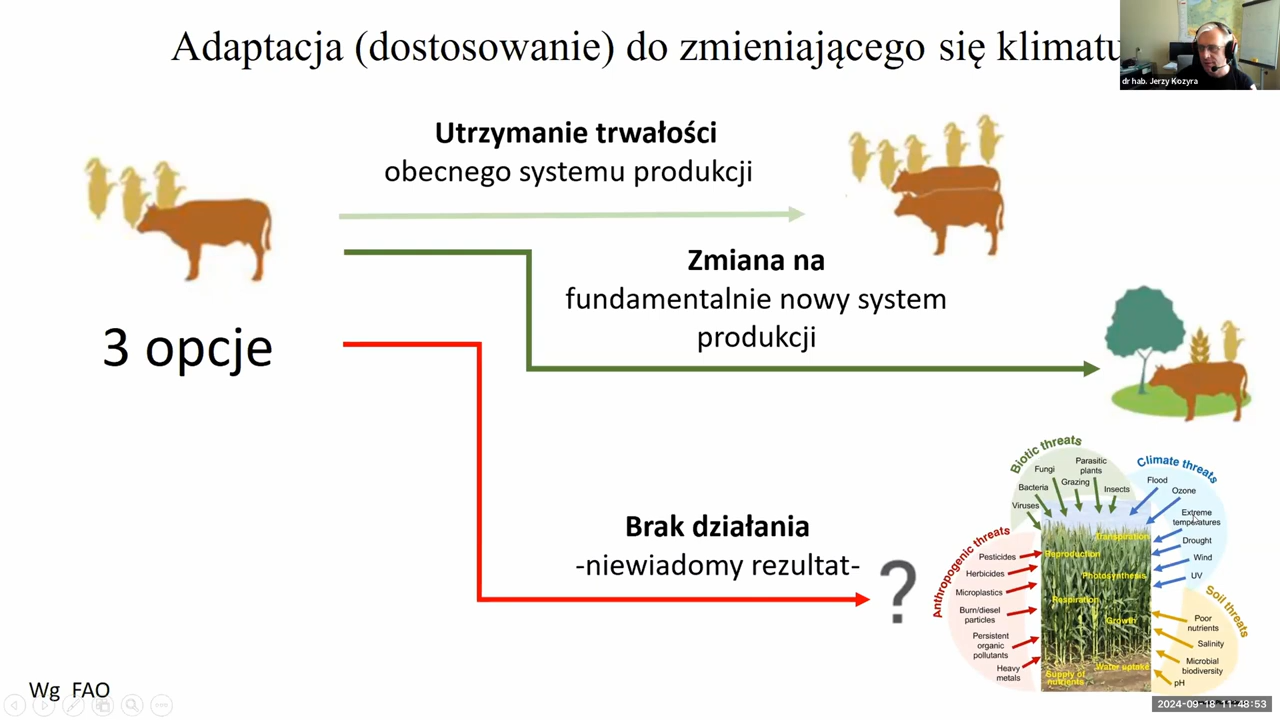 Adaptacja (dostosowanie) do zmieniającego się klimatu
dr hab. Jerzy Kozyra
Utrzymanie trwałości
obecnego systemu produkcji
Zmiana na
fundamentalnie nowy system
produkcji
3 opcje
Brak działania
-niewiadomy rezultat-
?
Biotic threats
Fungi
Parasitic
plants
Bacteria
Grazing
Insects
Viruses
Climate threats
Flood
Ozone
Extreme
temperatures
Drought
Wind
UV
Anthropogenic threats
Pesticides
Herbicides
Microplastics
Burn/diesel
particles
Persistent
organic
pollutants
Heavy
metals
Transpiration
Reproduction
Photosynthesis
Respiration
Growth
Water uptake
Supply of
nutrients
Soil threats
Poor
nutrients
Salinity
Microbial
biodiversity
pH
Wg FAO
2024-09-18 11:48:53